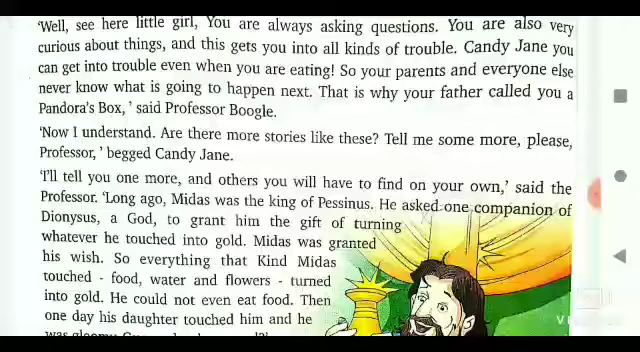 'Well, see here little girl, You are always asking questions. You are also very
curious about things, and this gets you into all kinds of trouble. Candy Jane you
can get into trouble even when you are eating! So your parents and everyone else
never know what is going to happen next. That is why your father called you a
Pandora's Box, ' said Professor Boogle.
'Now I understand. Are there more stories like these? Tell me some more, please,
Professor, ' begged Candy Jane.
'I'll tell you one more, and others you will have to find on your own,' said the
Professor. 'Long ago, Midas was the king of Pessinus. He asked one companion of
Dionysus, a God, to grant him the gift of turning
whatever he touched into gold. Midas was granted
his wish. So everything that Kind Midas
touched - food, water and flowers - turned
into gold. He could not even eat food. Then
one day his daughter touched him and he
was gloomy